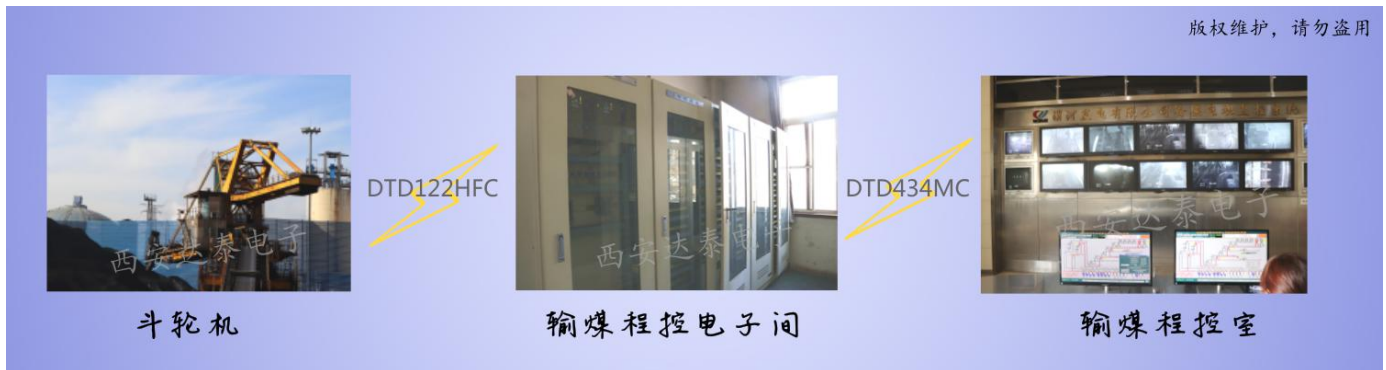 版权维护，请勿盗用
DTD122HFC
DTD434MC
西安达泰电子
西安达泰电子
西安达泰电子
斗轮机
输煤程控电子间
输煤程控室